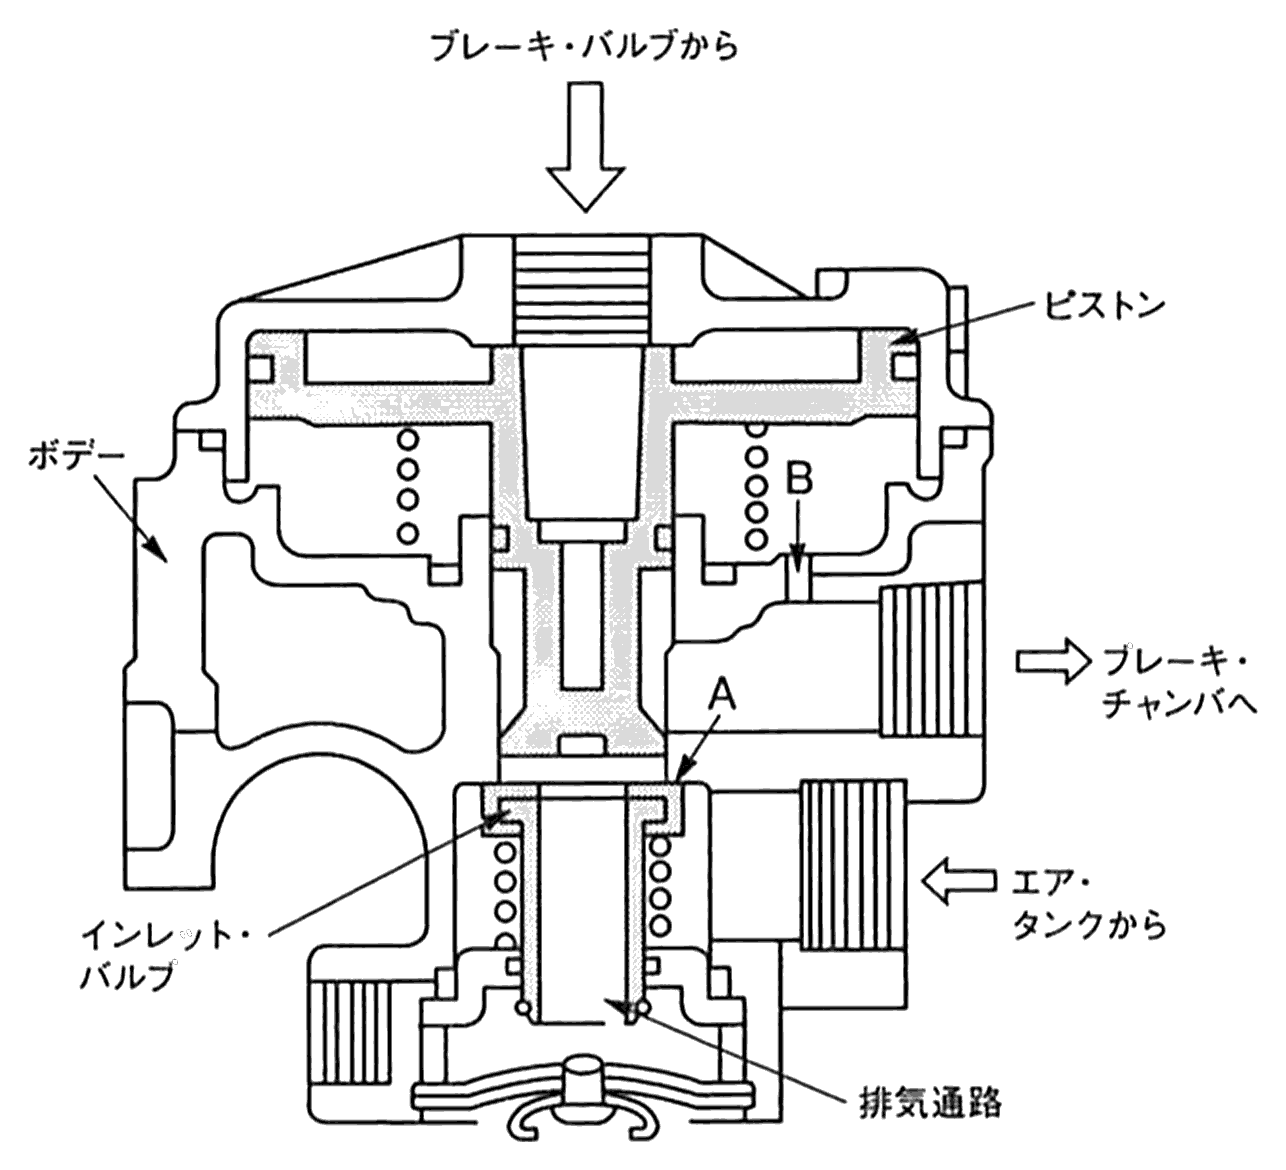 ブレーキ・バルブから
ピストン
ボデー
B
ブレーキ・
チャンバへ
A
エア・
タンクから
インレット・
バルブ
排気通路